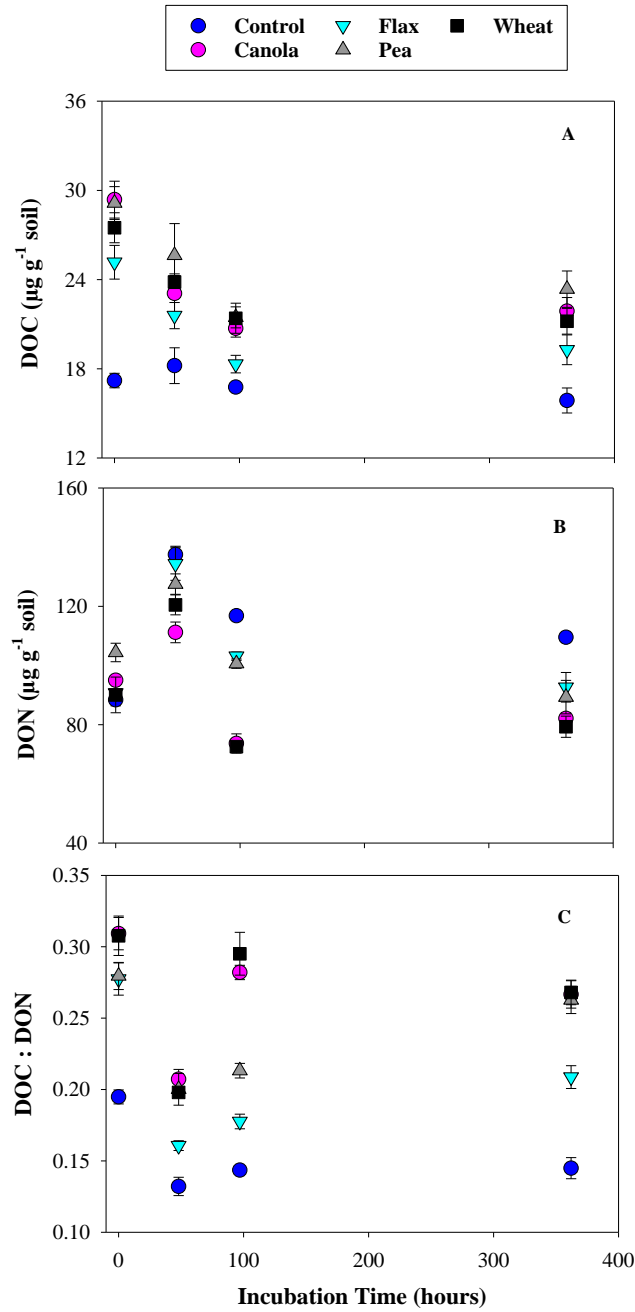 Control Flax Wheat
Canola Pea
A
36
30
24
18
12
DOC (µg g⁻¹ soil)
B
160
120
80
40
DON (µg g⁻¹ soil)
C
0.35
0.30
0.25
0.20
0.15
0.10
DOC : DON
0 100 200 300 400
Incubation Time (hours)